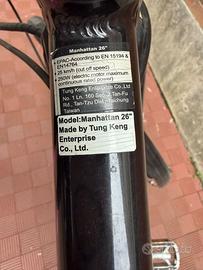 Manhattan 26"
• EPAC-According to EN 15194 &
EN14764
• 25 km/h (cut off speed)
• 250W (electric motor maximum
continuous rated power)
Tung Keng Enterprise Co., Ltd
No. 1 Ln. 160 Sec. Tan-Fu
Rd., Tan-Tzu Dist. Taichung
Taiwan
Model:Manhattan 26"
Made by Tung Keng
Enterprise
Co., Ltd.
subito